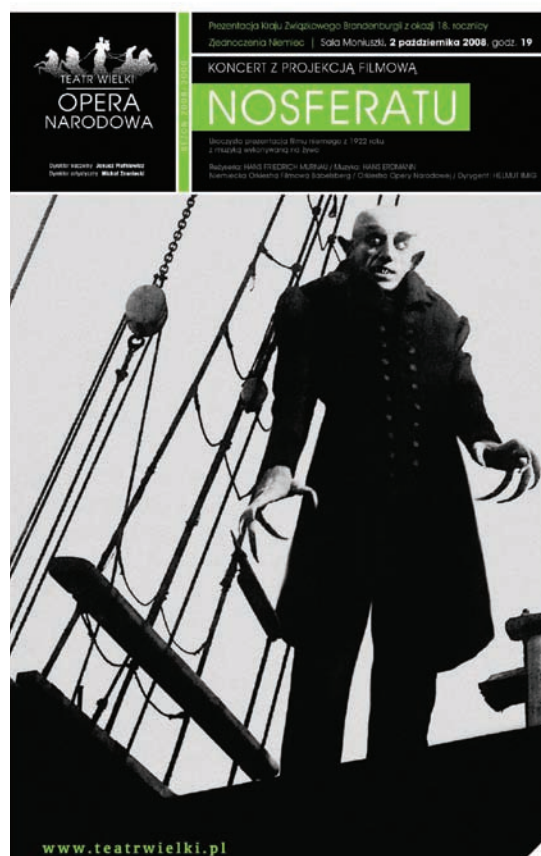 TEATR WIELKI
OPERA
NARODOWA
Dyrektor naczelny: Janusz Pietkiewicz
Dyrektor artystyczny: Michał Znaniecki
Prezentacja Kraju Związkowego Brandenburgii z okazji 18. rocznicy
Zjednoczenia Niemiec | Sala Moniuszki, 2 października 2008, godz. 19
KONCERT Z PROJEKCJĄ FILMOWĄ
NOSFERATU
Uroczysta prezentacja filmu niemego z 1922 roku
z muzyką wykonywaną na żywo
Reżyseria: HANS FRIEDRICH MURNAU / Muzyka: HANS ERDMANN
Niemiecka Orkiestra Filmowa Babelsberg / Orkiestra Opery Narodowej / Dyrygent: HELMUT IMIG
www.teatrwielki.pl